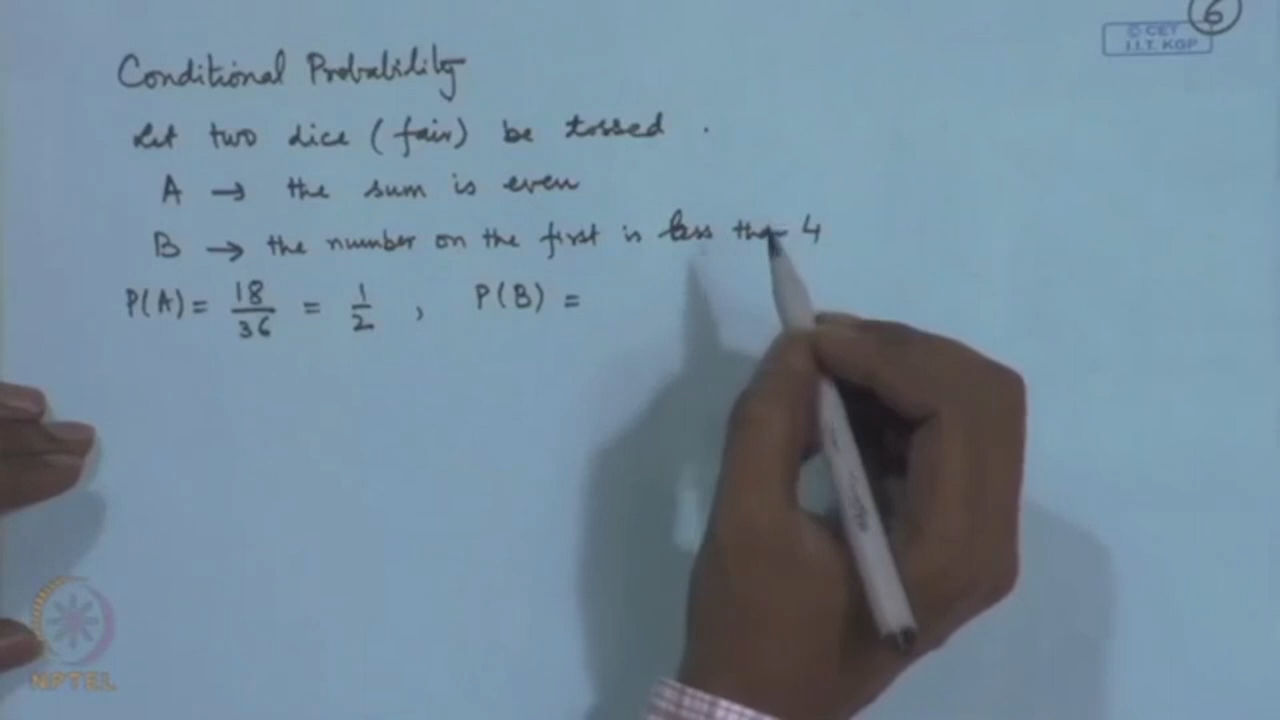 6
© CET
I.I.T. KGP
Conditional Probability
Let two dice (fair) be tossed.
A → the sum is even
B → the number on the first is less than 4
P(A) = 18/36 = 1/2 , P(B) =
NPTEL